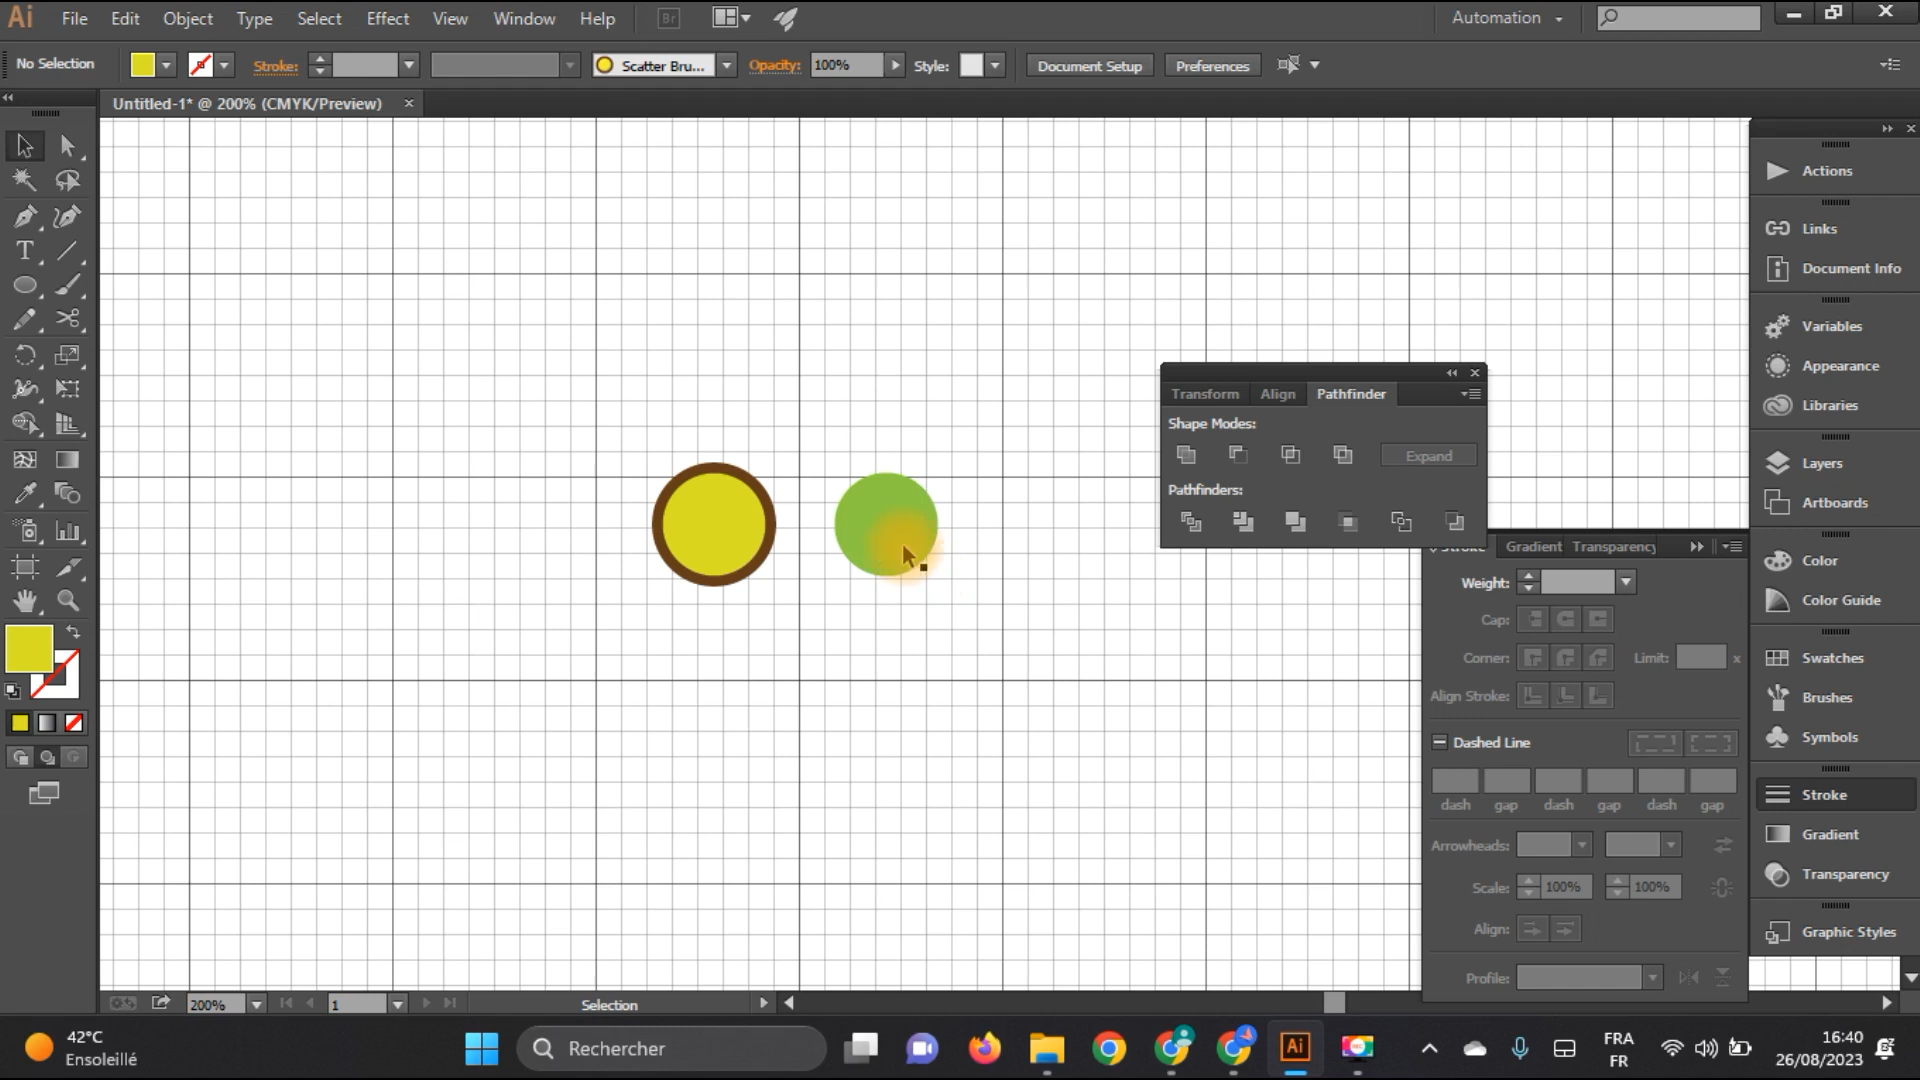 Ai File Edit Object Type Select Effect View Window Help Br Automation
No Selection Stroke: Scatter Bru... Opacity: 100% Style: Document Setup Preferences
Untitled-1* @ 200% (CMYK/Preview) ×
Transform Align Pathfinder
Shape Modes:
Expand
Pathfinders:
Stroke Gradient Transparency
Weight:
Cap:
Corner: Limit: x
Align Stroke:
Dashed Line
dash gap dash gap dash gap
Arrowheads:
Scale: 100% 100%
Align:
Profile:
Actions
Links
Document Info
Variables
Appearance
Libraries
Layers
Artboards
Color
Color Guide
Swatches
Brushes
Symbols
Stroke
Gradient
Transparency
Graphic Styles
T
200% 1 Selection
42°C
Ensoleillé
Rechercher
Ai
FRA
FR
16:40
26/08/2023